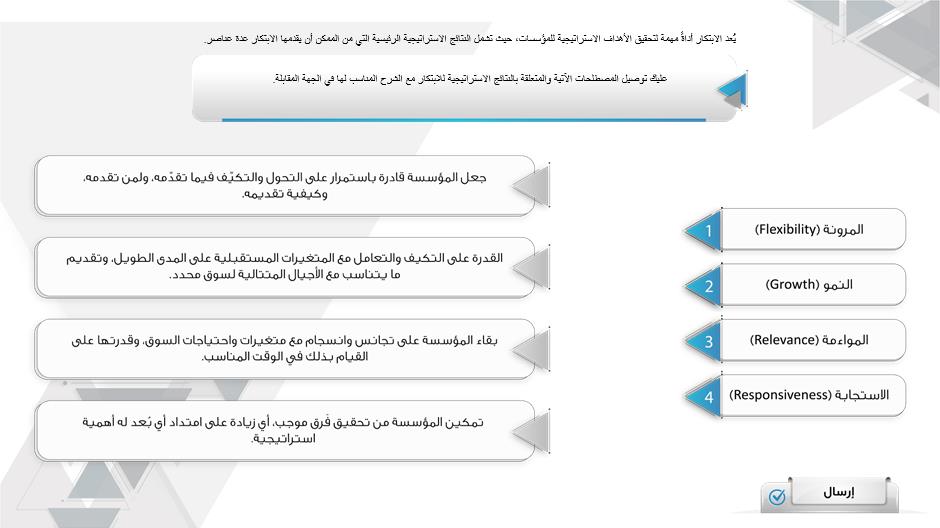 يُعد الابتكار أداةً مهمة لتحقيق الأهداف الاستراتيجية للمؤسسات، حيث تشمل النتائج الاستراتيجية الرئيسية التي من الممكن أن يقدمها الابتكار عدة عناصر.
عليك توصيل المصطلحات الآتية والمتعلقة بالنتائج الاستراتيجية للابتكار مع الشرح المناسب لها في الجهة المقابلة.
1 المرونة (Flexibility)
2 النمو (Growth)
3 المواءمة (Relevance)
4 الاستجابة (Responsiveness)
جعل المؤسسة قادرة باستمرار على التحول والتكيّف فيما تقدّمه، ولمن تقدمه،
وكيفية تقديمه.
القدرة على التكيف والتعامل مع المتغيرات المستقبلية على المدى الطويل، وتقديم
ما يتناسب مع الأجيال المتتالية لسوق محدد.
بقاء المؤسسة على تجانس وانسجام مع متغيرات واحتياجات السوق، وقدرتها على
القيام بذلك في الوقت المناسب.
تمكين المؤسسة من تحقيق فَرق موجب، أي زيادة على امتداد أي بُعد له أهمية
استراتيجية.
إرسال